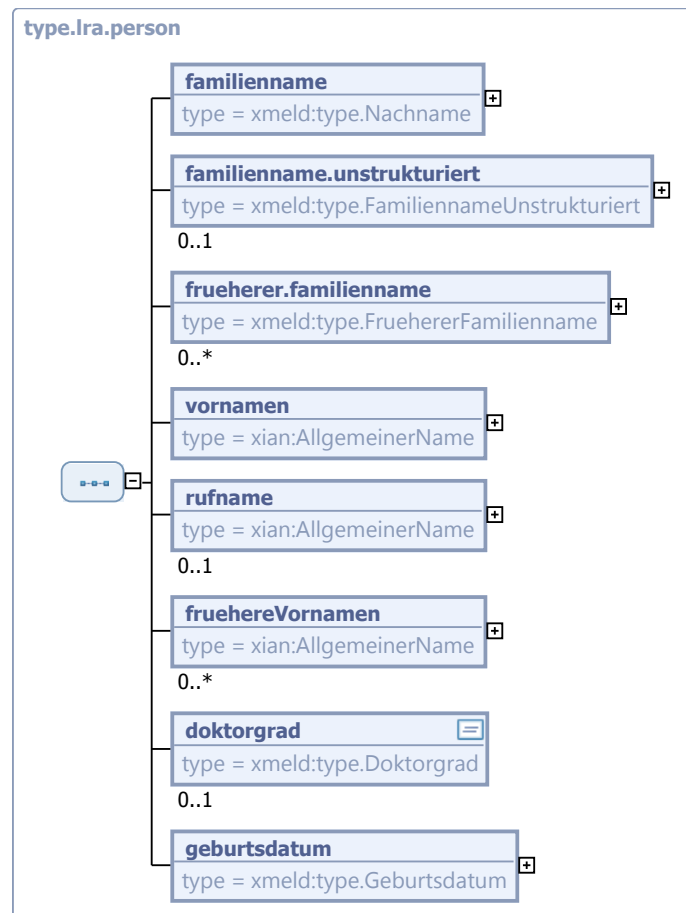 type.lra.person
familienname
type = xmeld:type.Nachname
familienname.unstrukturiert
type = xmeld:type.FamiliennameUnstrukturiert
0..1
frueherer.familienname
type = xmeld:type.FruehererFamilienname
0..*
vornamen
type = xian:AllgemeinerName
rufname
type = xian:AllgemeinerName
0..1
fruehereVornamen
type = xian:AllgemeinerName
0..*
doktorgrad
type = xmeld:type.Doktorgrad
0..1
geburtsdatum
type = xmeld:type.Geburtsdatum